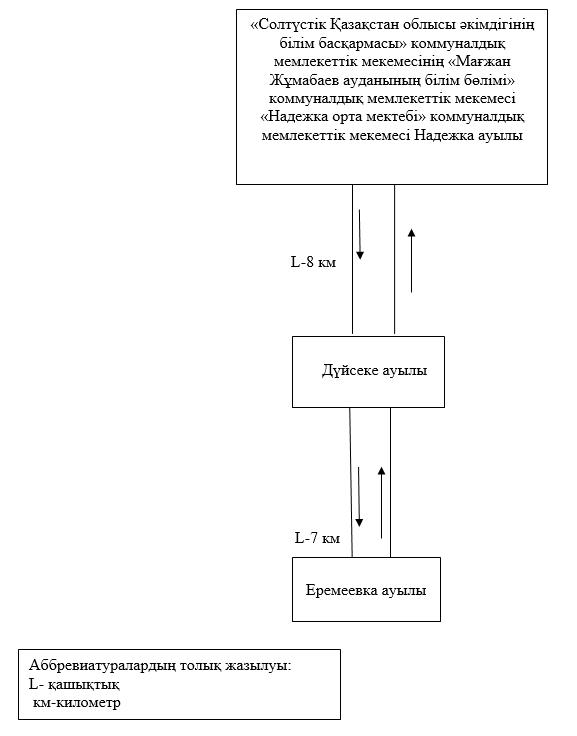 «Солтүстік Қазақстан облысы әкімдігінің
білім басқармасы» коммуналдық
мемлекеттік мекемесінің «Мағжан
Жұмабаев ауданының білім бөлімі»
коммуналдық мемлекеттік мекемесі
«Надежка орта мектебі» коммуналдық
мемлекеттік мекемесі Надежка ауылы
L-8 км
Дүйсеке ауылы
L-7 км
Еремеевка ауылы
Аббревиатуралардың толық жазылуы:
L- қашықтық
км-километр